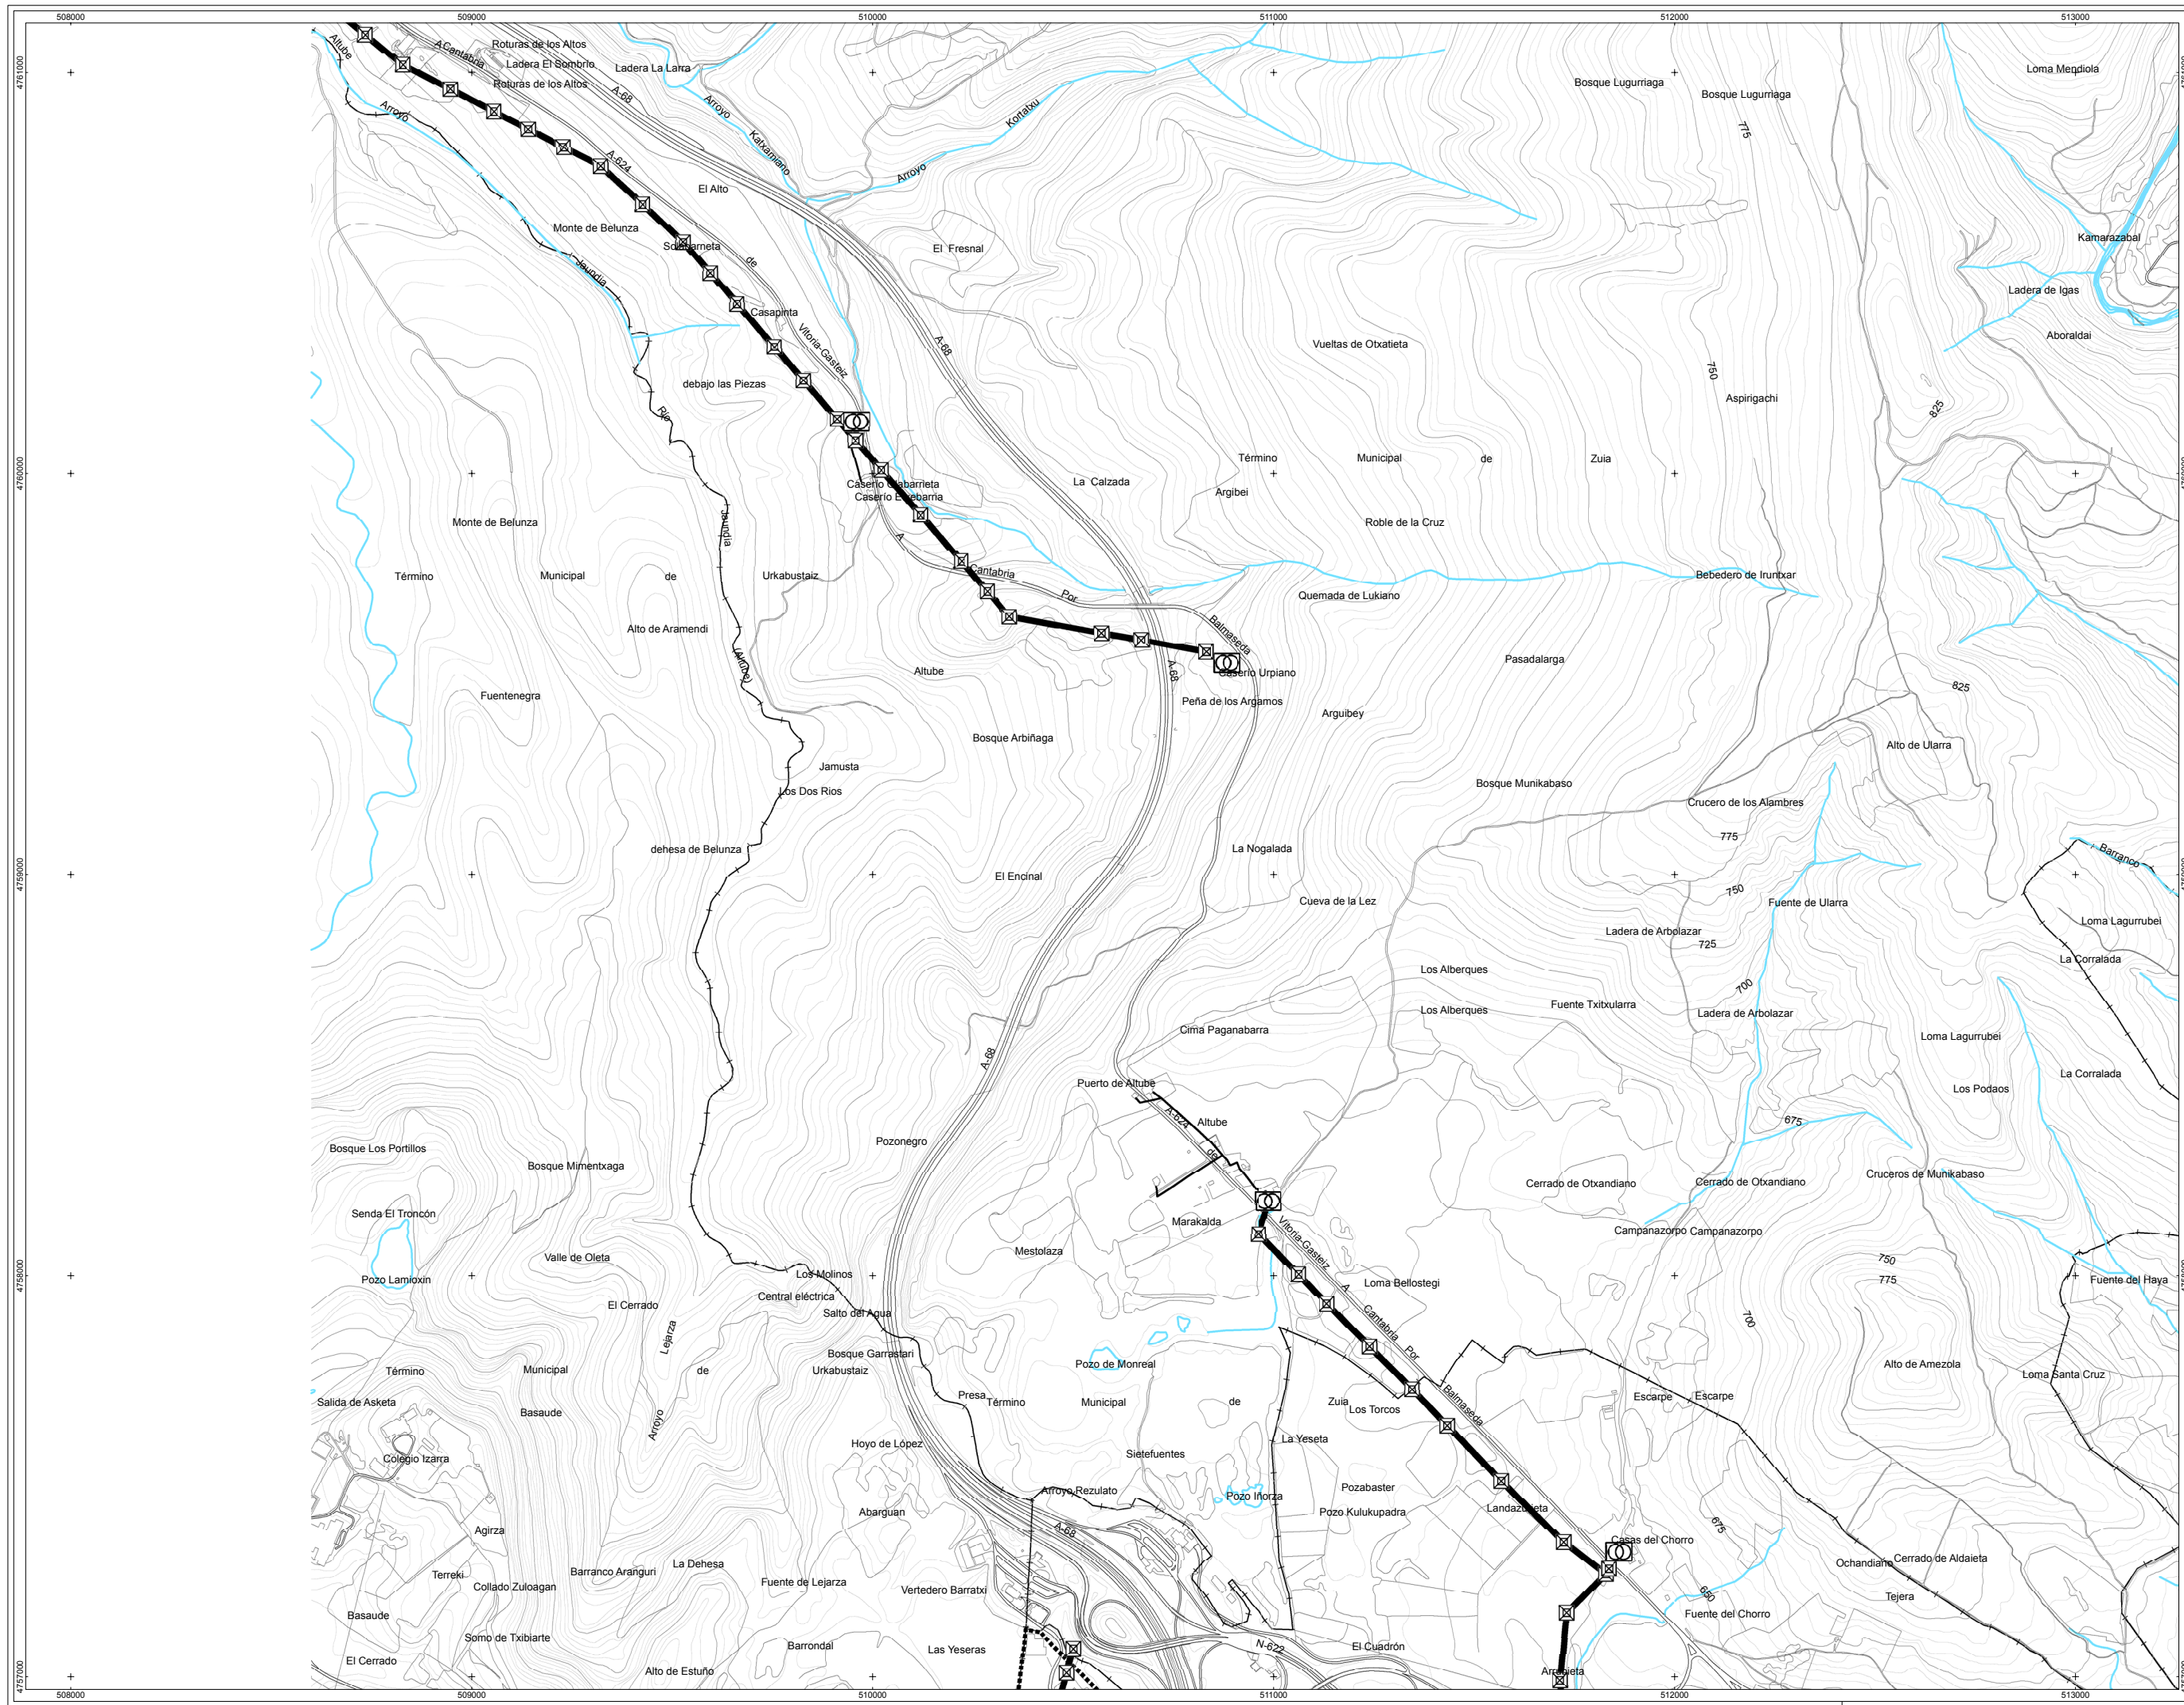 508000 509000 510000 511000 512000 513000
Altube
A Cantabria
Roturas de los Altos
Ladera El Sombrío
Ladera La Larra
Roturas de los Altos
A-68
4761000
Bosque Lugurriaga
Bosque Lugurriaga
Loma Mendiola
775
Arroyo
Arroyo
Katxamiano
Kortatxu
Arroyo
A-624
El Alto
Monte de Belunza
El Fresnal
Kamarazabal
de
Jaundia
Ladera de Igas
Casapinta
Vitoria-Gasteiz
A-68
Vueltas de Otxatieta
Aboraldai
debajo las Piezas
750
Aspirigachi
825
Río
Término Municipal de Zuia
4760000
La Calzada
Argibei
Monte de Belunza
Roble de la Cruz
Jaundia
A
Cantabria
Término Municipal de Urkabustaiz
Bebedero de Iruntxar
Por
Quemada de Lukiano
Balmaseda
Alto de Aramendi
(Altube)
Altube
A-68
Caserío Urpiano
Pasadalarga
Fuentenegra
Peña de los Argamos
825
Arguibey
Bosque Arbiñaga
Alto de Ularra
Jamusta
Los Dos Rios
Bosque Munikabaso
Crucero de los Alambres
775
dehesa de Belunza
La Nogalada
Barranco
4759000
El Encinal
750
Cueva de la Lez
Fuente de Ularra
Loma Lagurrubei
Ladera de Arbolazar
725
La Corralada
Los Alberques
700
Fuente Txitxularra
Los Alberques
Ladera de Arbolazar
Cima Paganabarra
Loma Lagurrubei
A-68
Puerto de Altube
La Corralada
Los Podaos
A-624
Altube
675
Pozonegro
Bosque Los Portillos
de
Bosque Mimentxaga
Cruceros de Munikabaso
Cerrado de Otxandiano
Cerrado de Otxandiano
Senda El Troncón
Marakalda
Vitoria-Gasteiz
Campanazorpo Campanazorpo
Mestolaza
Valle de Oleta
750
4758000
Los Molinos
Pozo Lamioxin
775
Fuente del Haya
A
Loma Bellostegi
Central eléctrica
El Cerrado
Salto del Agua
Cantabria
700
Lejarza
Por
Bosque Garrastari
Término Municipal de Urkabustaiz
Pozo de Monreal
Alto de Amezola
Loma Santa Cruz
Balmaseda
Presa
Escarpe
Escarpe
Salida de Asketa
Término Municipal de Zuia
Los Torcos
Basaude
Arroyo
La Yeseta
Hoyo de López
Sietefuentes
Colegio Izarra
Arroyo Rezulato
Pozabaster
Pozo Iñorza
Landazurieta
Abarguan
Pozo Kulukupadra
A-68
675
Agirza
Casas del Chorro
Ochandiano
Cerrado de Aldaieta
La Dehesa
Barranco Aranguri
Terreki
Fuente de Lejarza
Collado Zuloagan
Vertedero Barratxi
650
Tejera
Basaude
Fuente del Chorro
Somo de Txibiarte
Barrondal
Las Yeseras
N-622
El Cuadrón
El Cerrado
Alto de Estuño
4757000
508000 509000 510000 511000 512000 513000